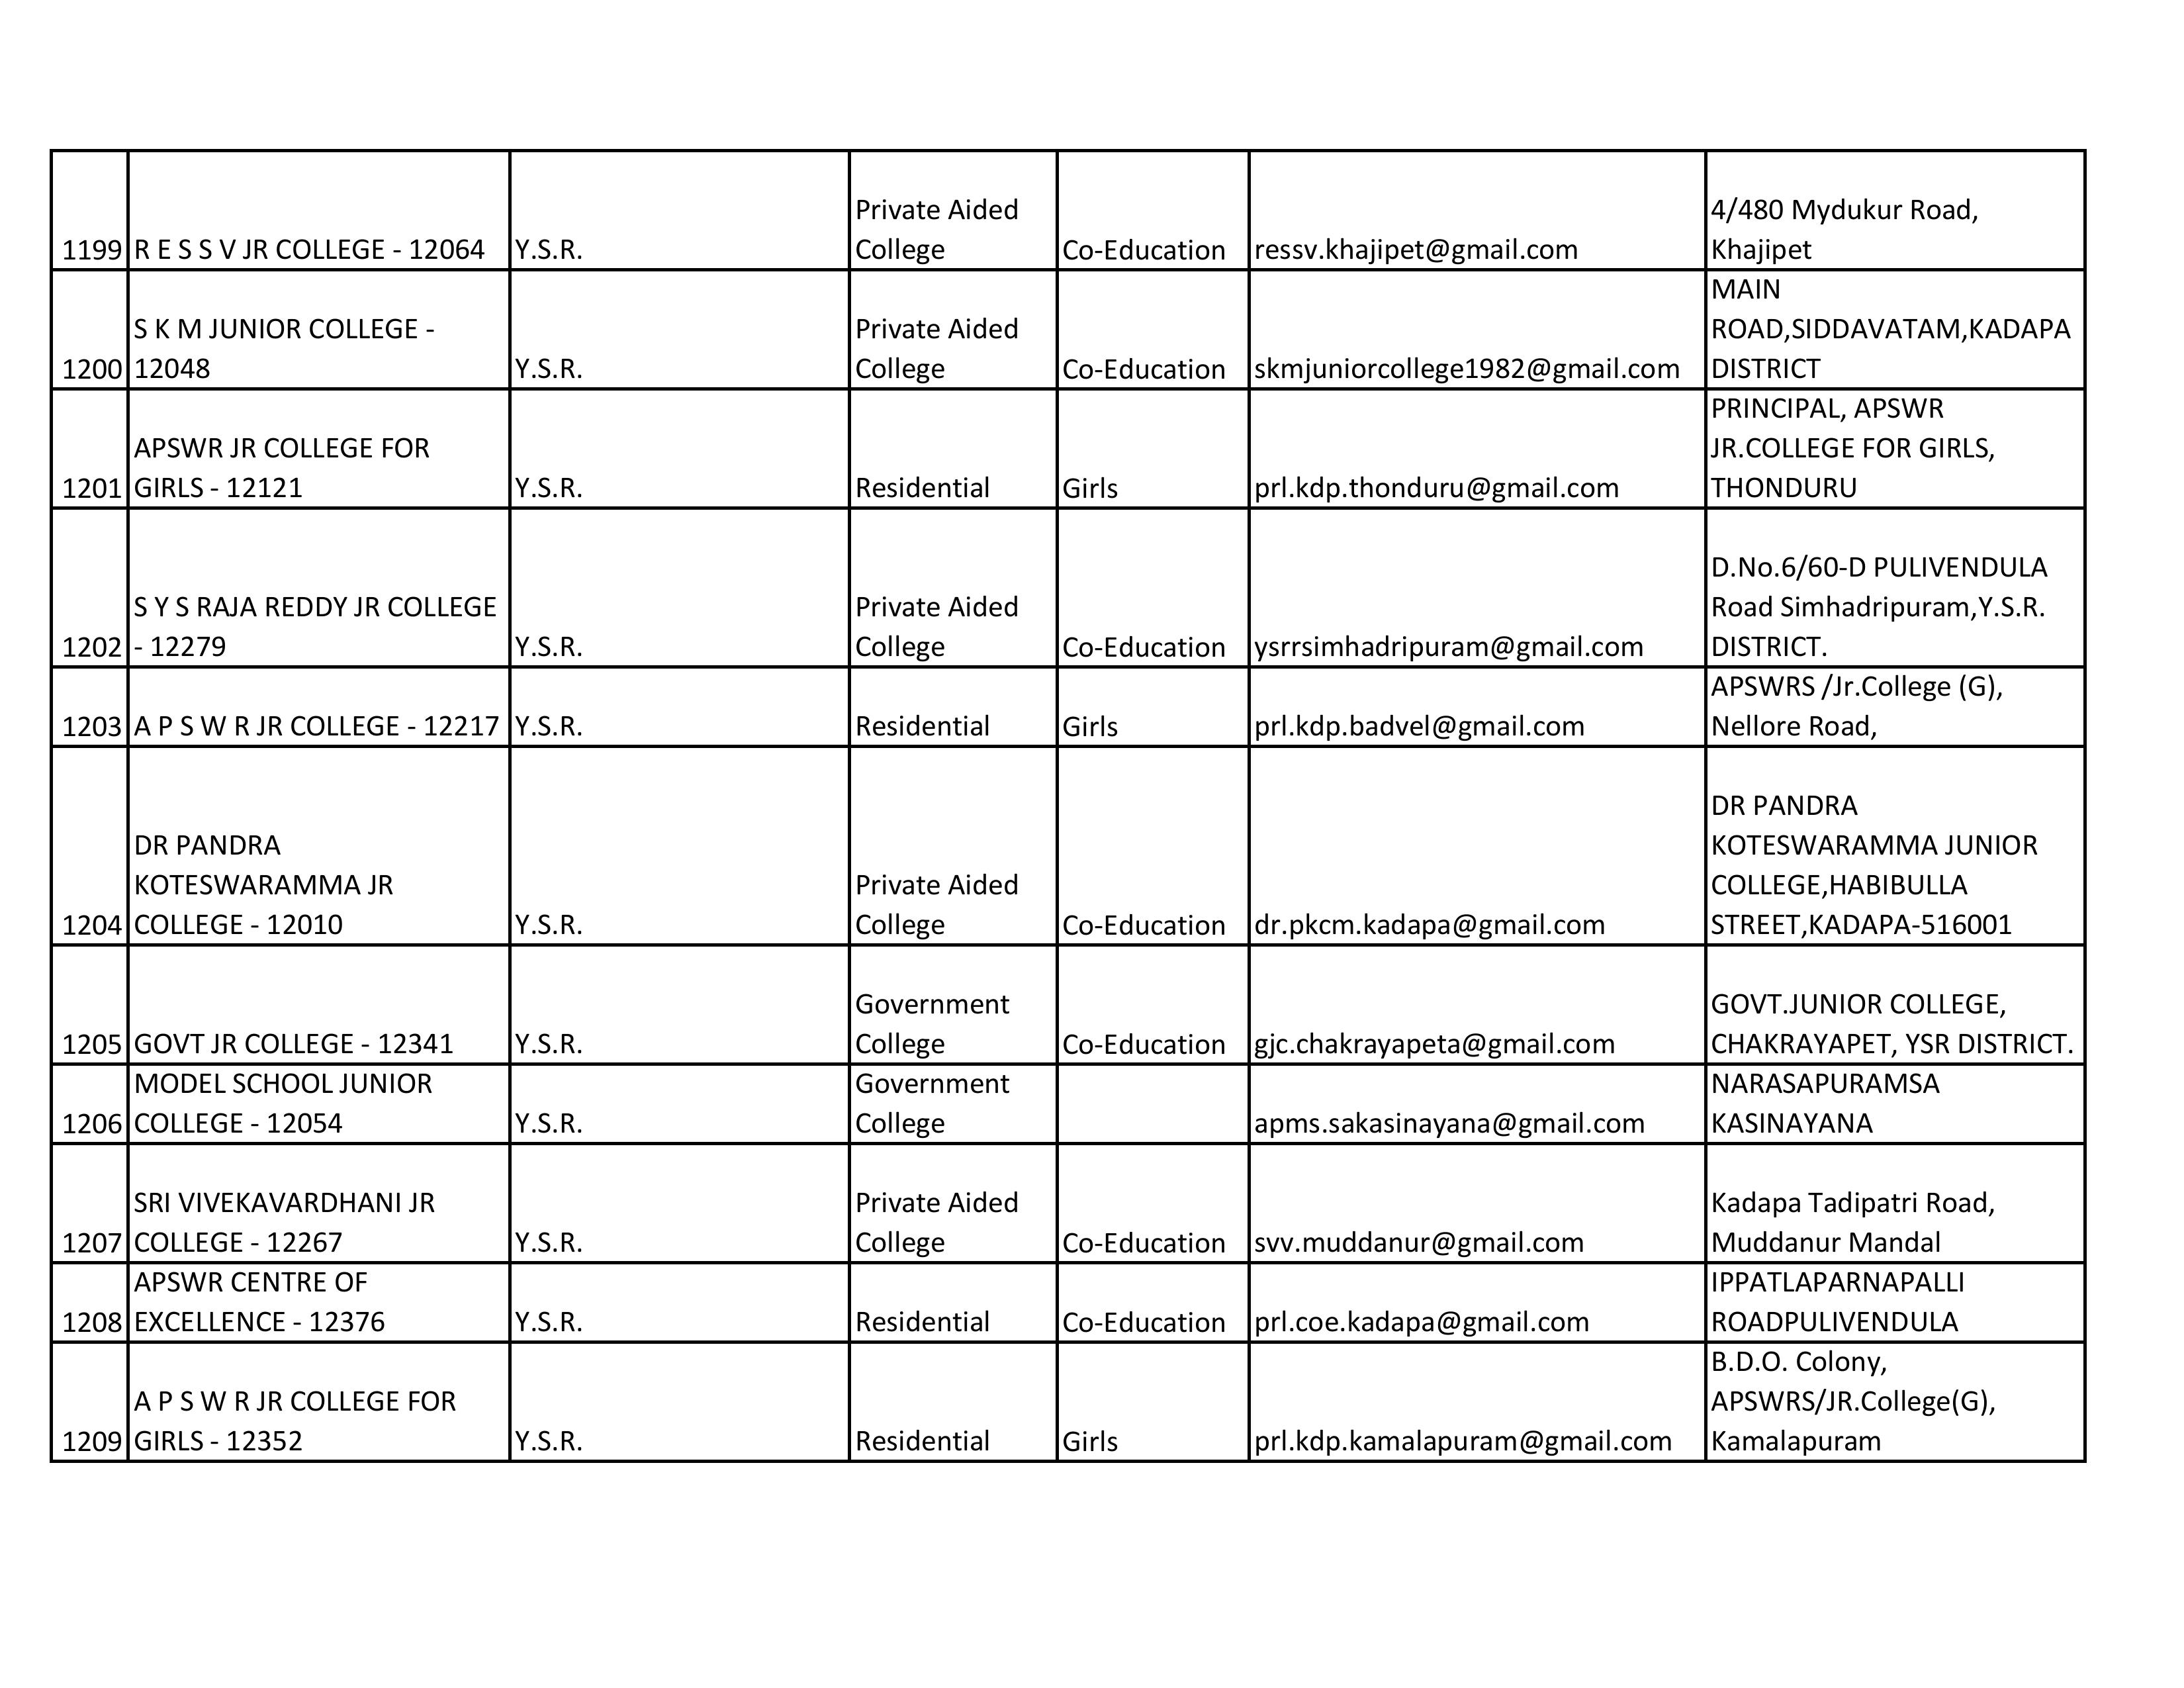 Private Aided
4/480 Mydukur Road,
1199 R E S S V JR COLLEGE - 12064 Y.S.R. College Co-Education ressv.khajipet@gmail.com Khajipet
MAIN
S K M JUNIOR COLLEGE - Private Aided ROAD,SIDDAVATAM,KADAPA
1200 12048 Y.S.R. College Co-Education skmjuniorcollege1982@gmail.com DISTRICT
PRINCIPAL, APSWR
APSWR JR COLLEGE FOR JR.COLLEGE FOR GIRLS,
1201 GIRLS - 12121 Y.S.R. Residential Girls prl.kdp.thonduru@gmail.com THONDURU
D.No.6/60-D PULIVENDULA
S Y S RAJA REDDY JR COLLEGE Private Aided Road Simhadripuram,Y.S.R.
1202 - 12279 Y.S.R. College Co-Education ysrrsimhadripuram@gmail.com DISTRICT.
APSWRS /Jr.College (G),
1203 A P S W R JR COLLEGE - 12217 Y.S.R. Residential Girls prl.kdp.badvel@gmail.com Nellore Road,
DR PANDRA
DR PANDRA KOTESWARAMMA JUNIOR
KOTESWARAMMA JR Private Aided COLLEGE,HABIBULLA
1204 COLLEGE - 12010 Y.S.R. College Co-Education dr.pkcm.kadapa@gmail.com STREET,KADAPA-516001
Government GOVT.JUNIOR COLLEGE,
1205 GOVT JR COLLEGE - 12341 Y.S.R. College Co-Education gjc.chakrayapeta@gmail.com CHAKRAYAPET, YSR DISTRICT.
MODEL SCHOOL JUNIOR Government NARASAPURAMSA
1206 COLLEGE - 12054 Y.S.R. College apms.sakasinayana@gmail.com KASINAYANA
SRI VIVEKAVARDHANI JR Private Aided Kadapa Tadipatri Road,
1207 COLLEGE - 12267 Y.S.R. College Co-Education svv.muddanur@gmail.com Muddanur Mandal
APSWR CENTRE OF IPPATLAPARNAPALLI
1208 EXCELLENCE - 12376 Y.S.R. Residential Co-Education prl.coe.kadapa@gmail.com ROADPULIVENDULA
B.D.O. Colony,
A P S W R JR COLLEGE FOR APSWRS/JR.College(G),
1209 GIRLS - 12352 Y.S.R. Residential Girls prl.kdp.kamalapuram@gmail.com Kamalapuram